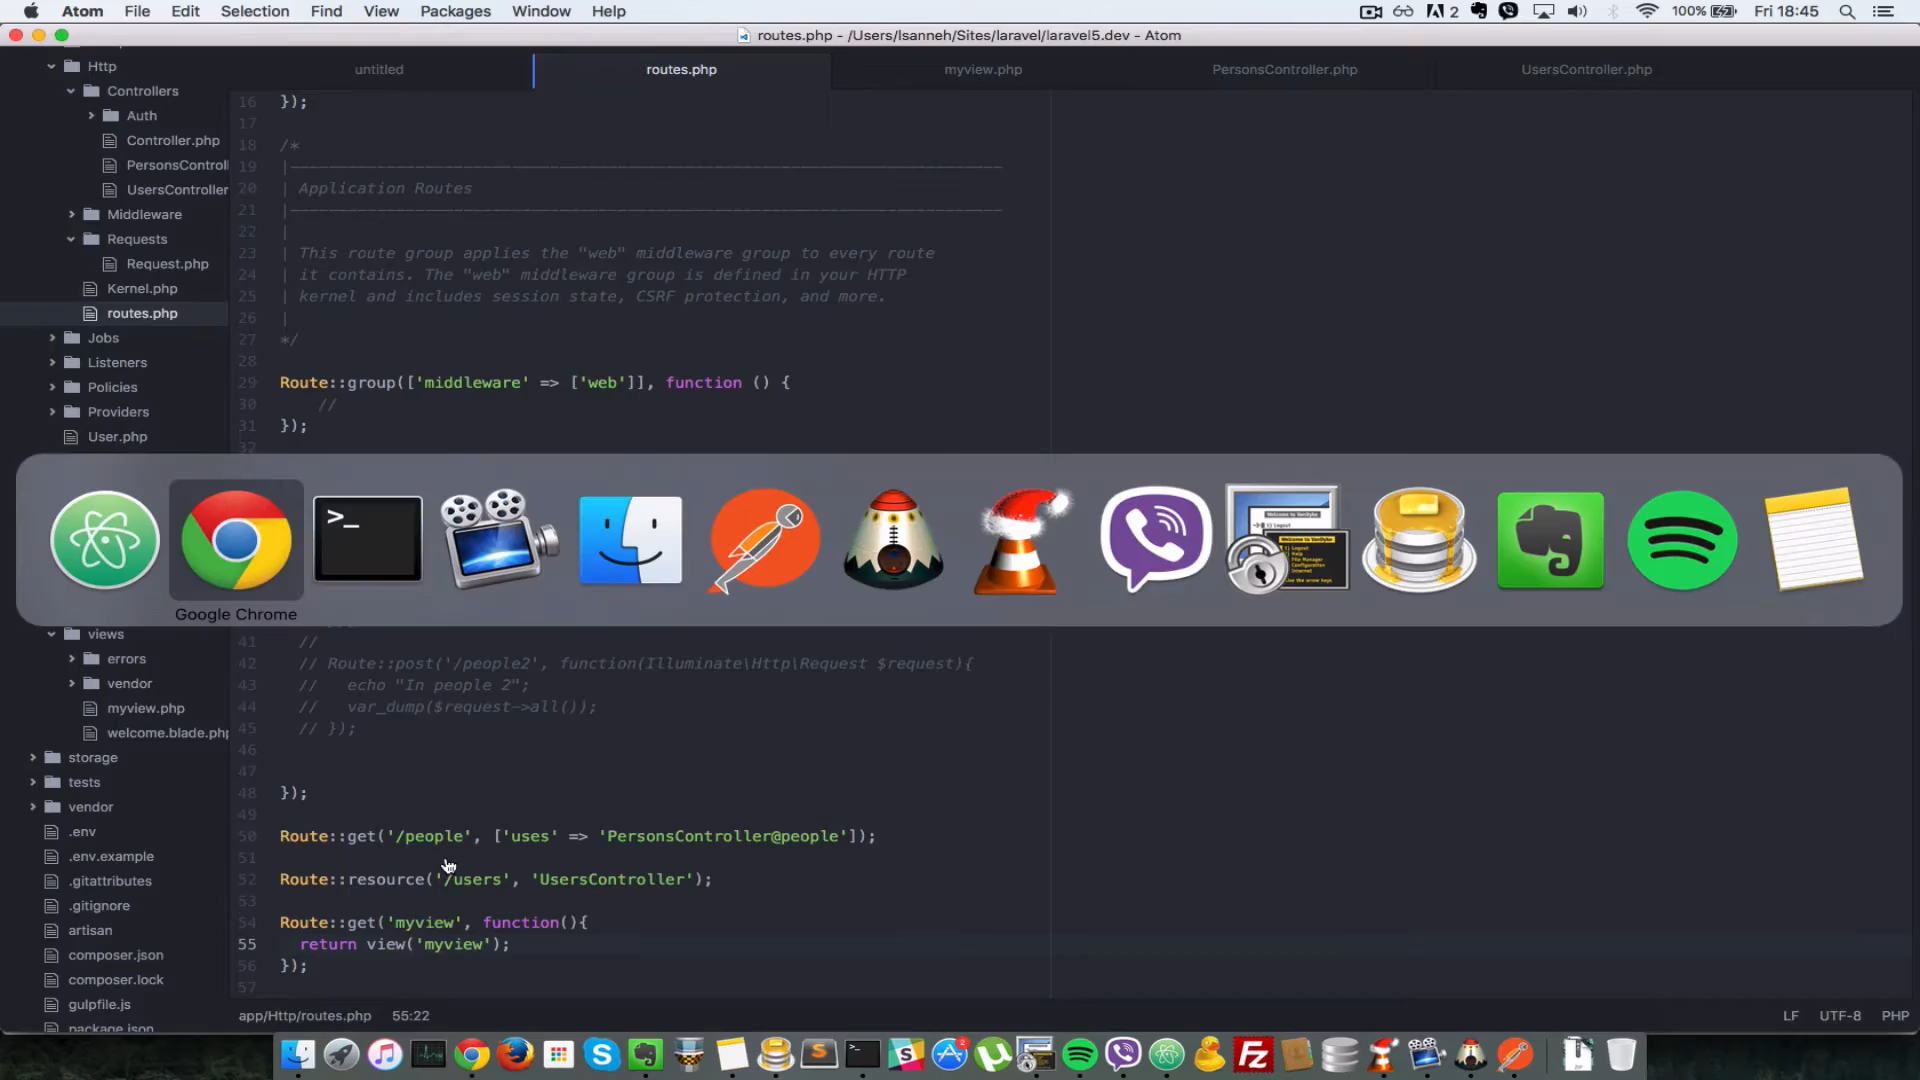 Atom File Edit Selection Find View Packages Window Help 2 100% Fri 18:45
routes.php - /Users/lsanneh/Sites/laravel/laravel5.dev - Atom
untitled routes.php myview.php PersonsController.php UsersController.php
Http
Controllers
Auth
Controller.php
PersonsControl
UsersController
Middleware
Requests
Request.php
Kernel.php
routes.php
Jobs
Listeners
Policies
Providers
User.php
views
errors
vendor
myview.php
welcome.blade.php
storage
tests
vendor
.env
.env.example
.gitattributes
.gitignore
artisan
composer.json
composer.lock
gulpfile.js
package.json
16 });
17
18 /*
19 |
20 | Application Routes
21 |
22 |
23 | This route group applies the "web" middleware group to every route
24 | it contains. The "web" middleware group is defined in your HTTP
25 | kernel and includes session state, CSRF protection, and more.
26 |
27 */
28
29 Route::group(['middleware' => ['web']], function () {
30 //
31 });
32
Google Chrome
41 //
42 // Route::post('/people2', function(Illuminate\Http\Request $request){
43 // echo "In people 2";
44 // var_dump($request->all());
45 // });
46
47
48 });
49
50 Route::get('/people', ['uses' => 'PersonsController@people']);
51
52 Route::resource('/users', 'UsersController');
53
54 Route::get('myview', function(){
55 return view('myview');
56 });
57
app/Http/routes.php 55:22 LF UTF-8 PHP